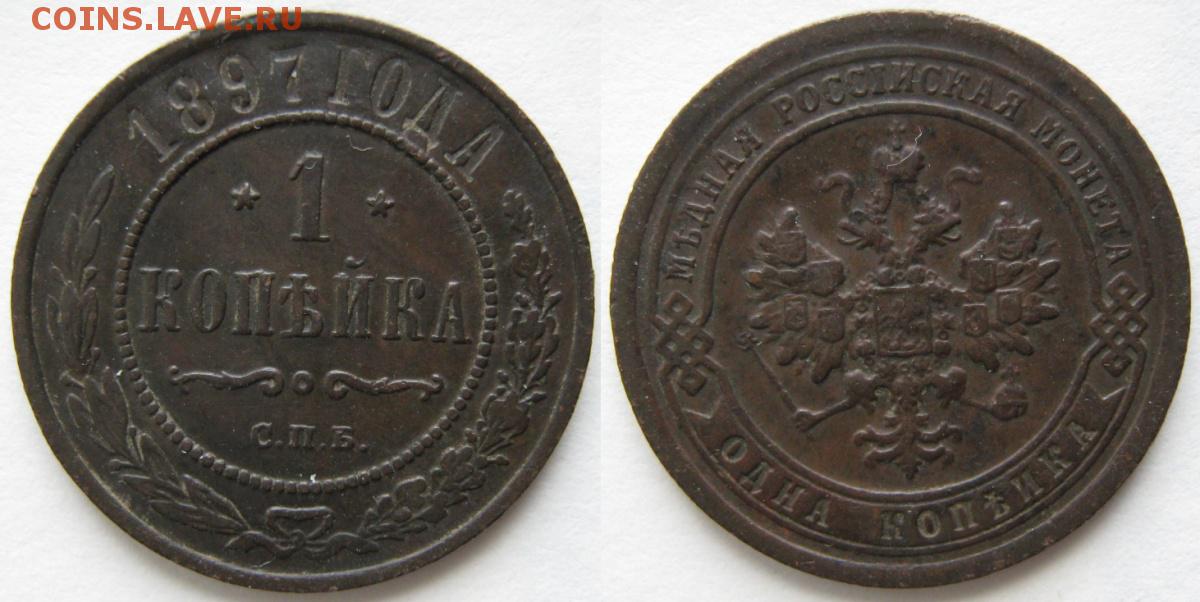 COINS.LAVE.RU
1897 ГОДА
1
КОПѢЙКА
С.П.Б.
МѢДНАЯ РОССІЙСКАЯ МОНЕТА
ОДНА КОПѢЙКА